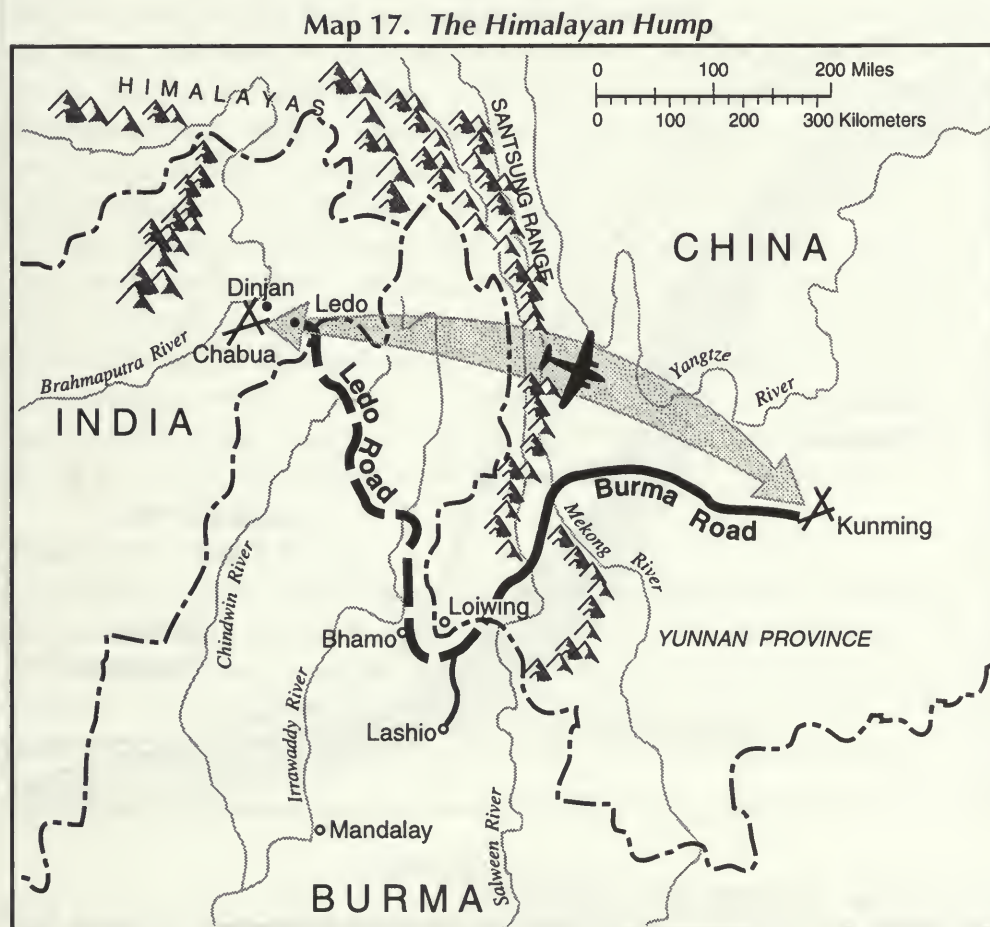 Map 17. The Himalayan Hump
HIMALAYAS
0 100 200 Miles
0 100 200 300 Kilometers
SANTSUNG RANGE
CHINA
Dinjan
Ledo
Chabua
Brahmaputra River
Yangtze River
INDIA
Ledo Road
Burma Road
Kunming
Mekong River
Chindwin River
Loiwing
Bhamo
YUNNAN PROVINCE
Irrawaddy River
Lashio
Mandalay
Salween River
BURMA